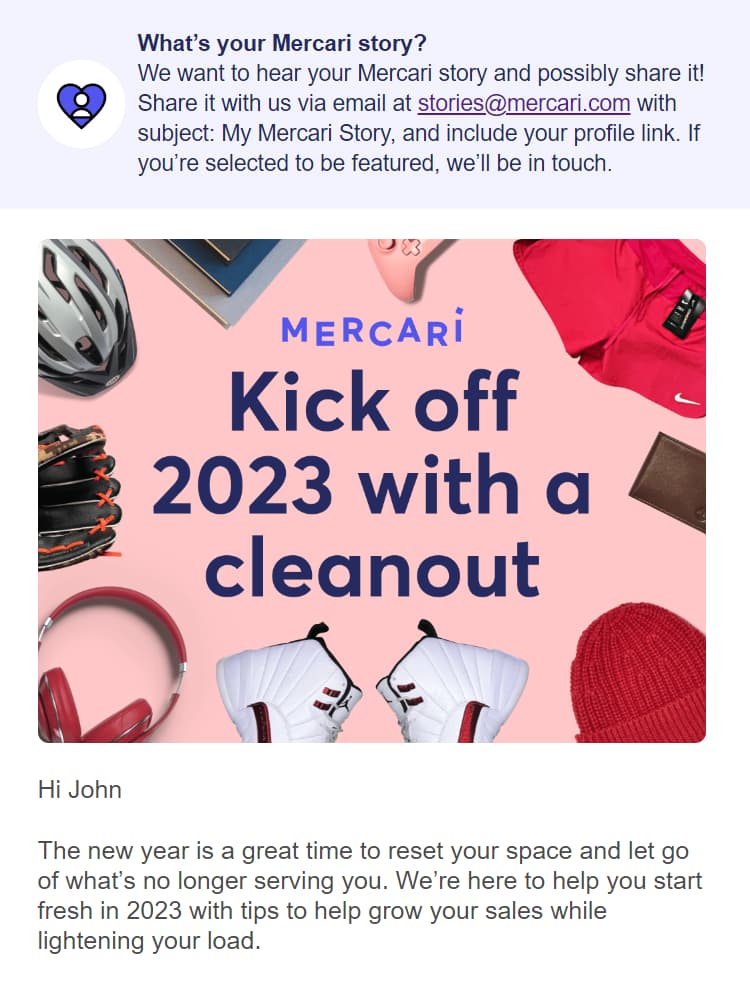 What’s your Mercari story?
We want to hear your Mercari story and possibly share it!
Share it with us via email at stories@mercari.com with
subject: My Mercari Story, and include your profile link. If
you’re selected to be featured, we’ll be in touch.
MERCARI
Kick off
2023 with a
cleanout
Hi John
The new year is a great time to reset your space and let go
of what’s no longer serving you. We’re here to help you start
fresh in 2023 with tips to help grow your sales while
lightening your load.